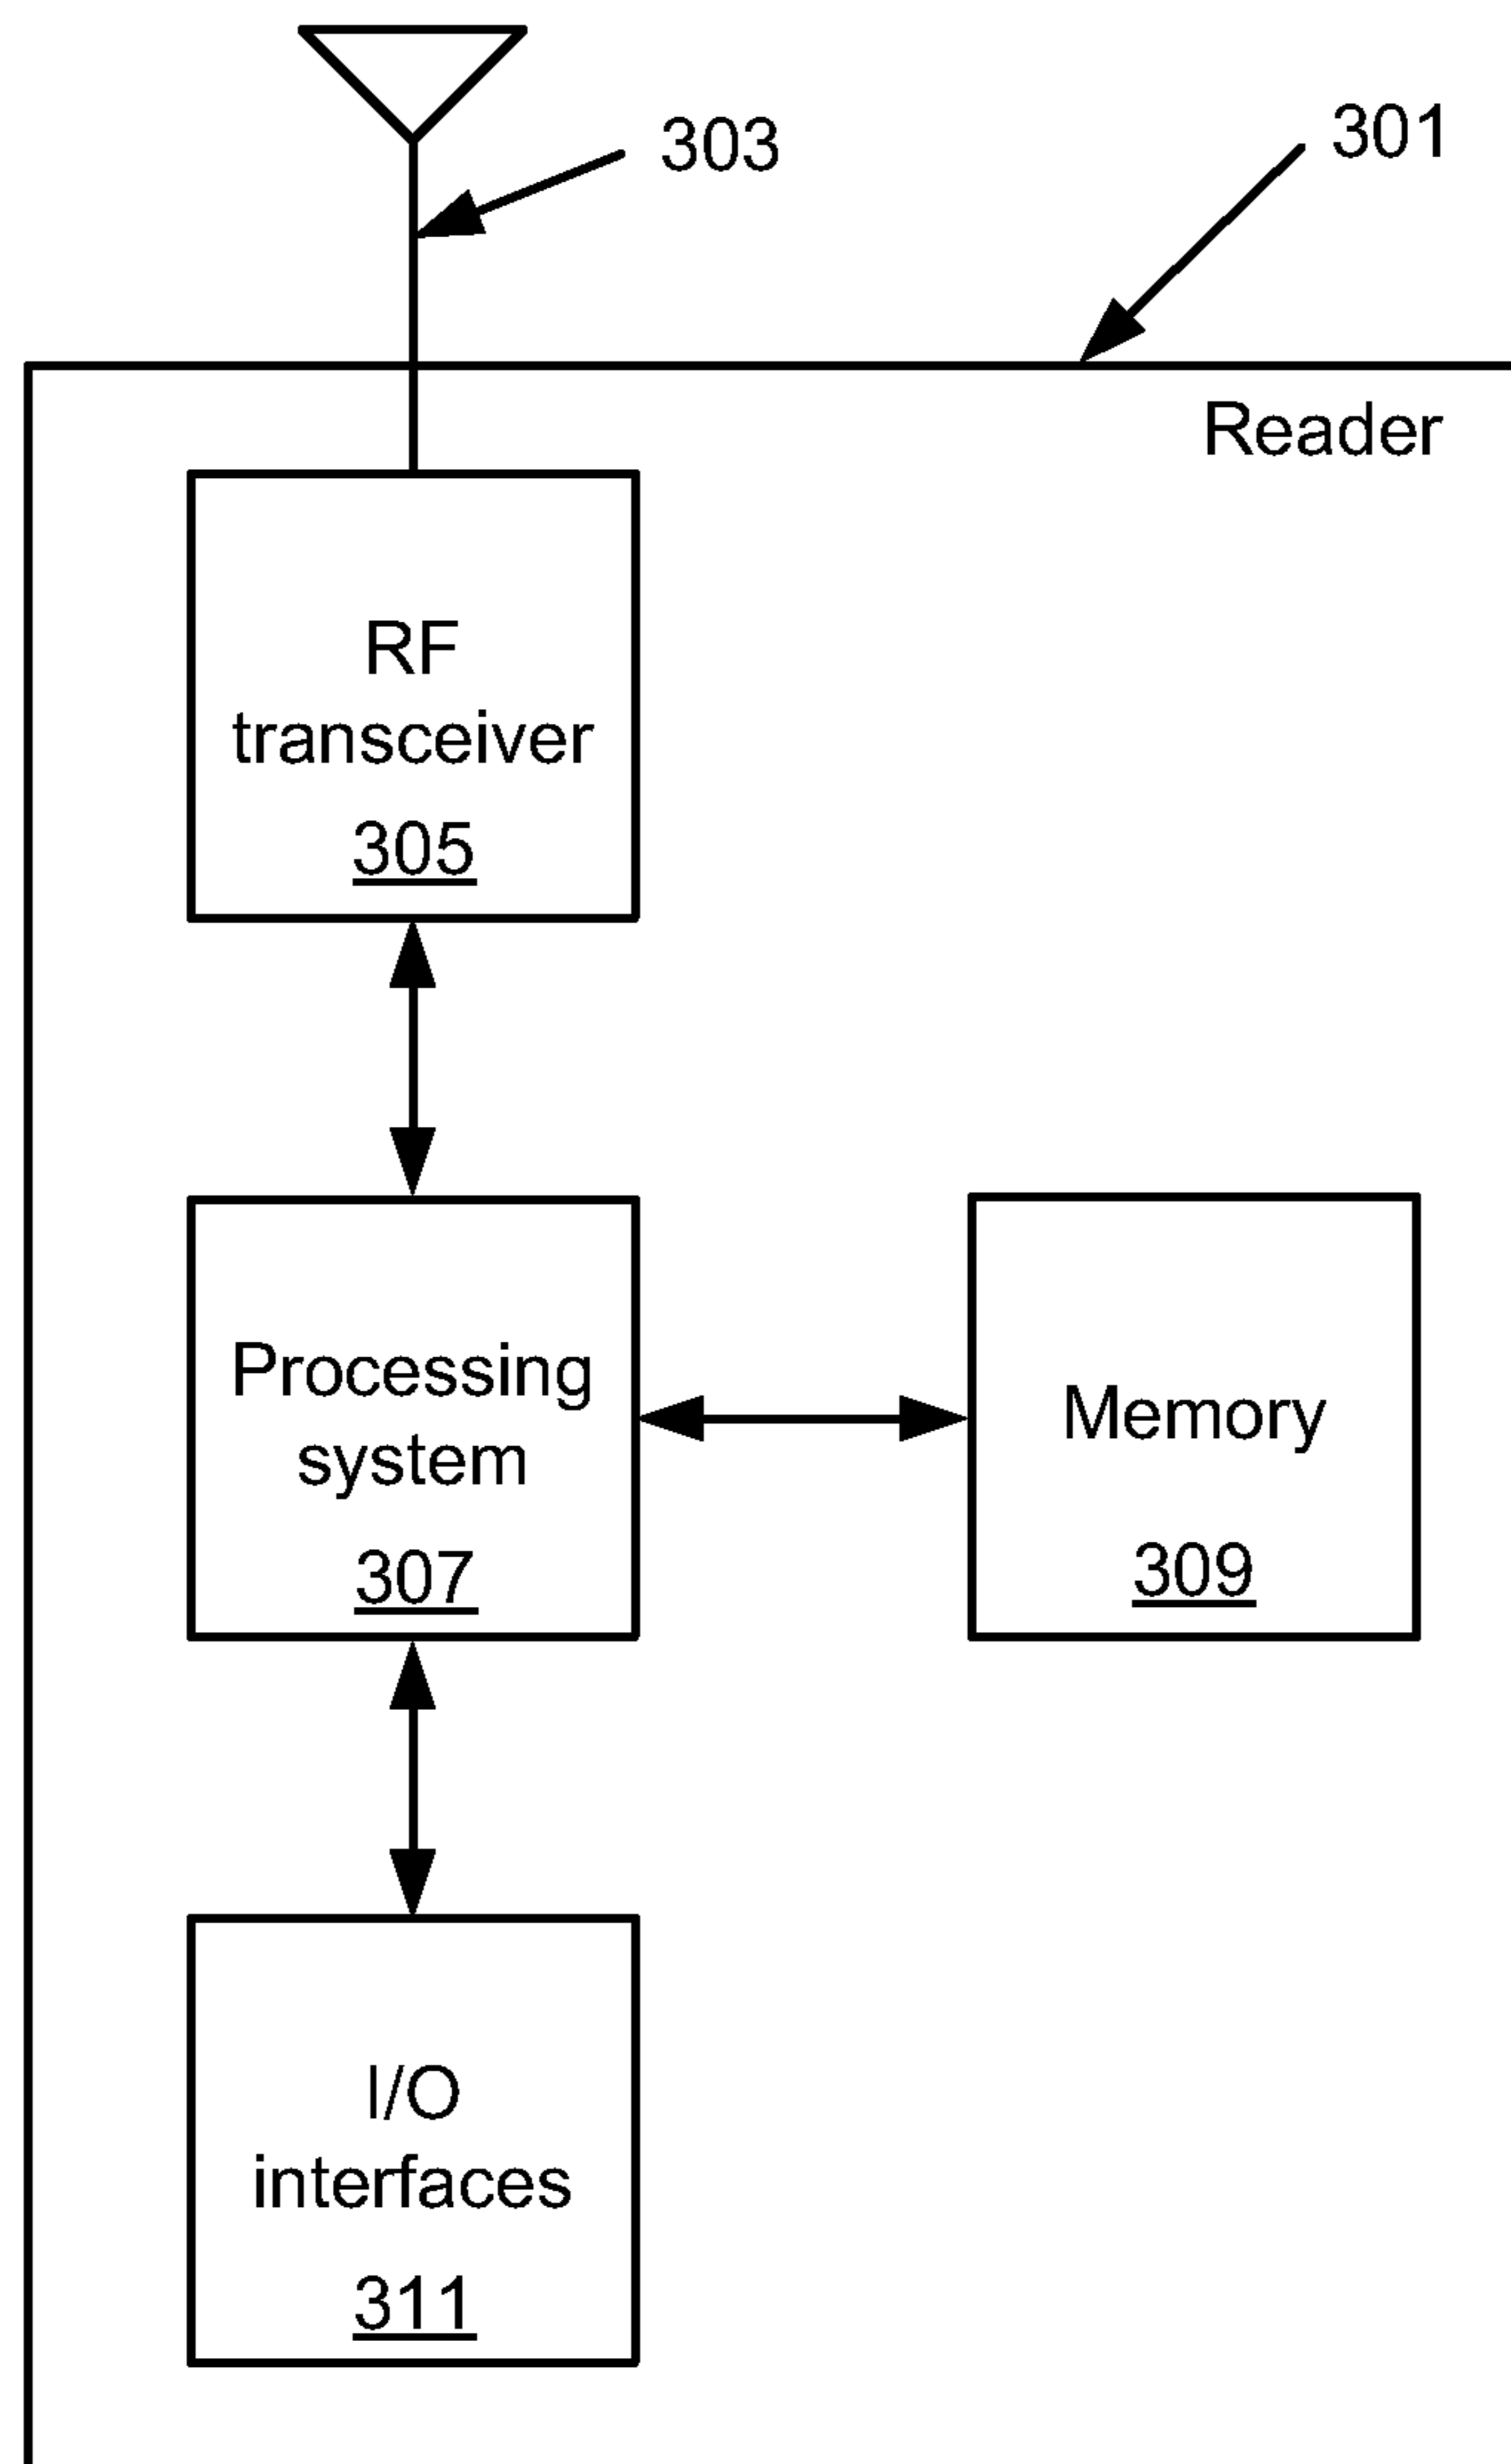 303
301
Reader
RF
transceiver
305
Processing
system
307
Memory
309
I/O
interfaces
311